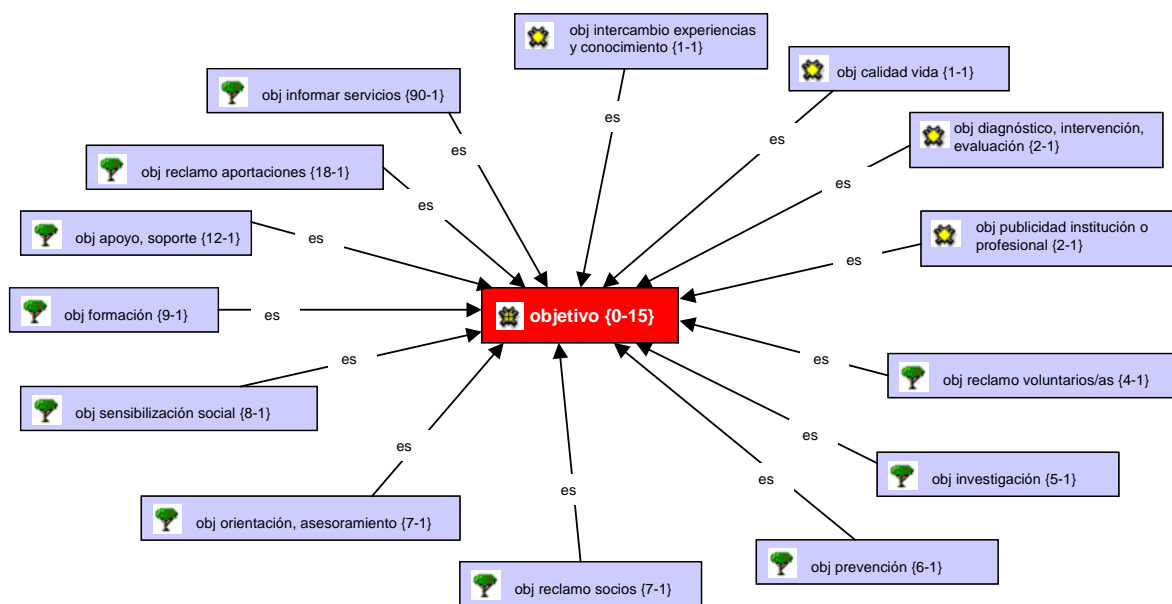 obj intercambio experiencias
y conocimiento {1-1}
obj calidad vida {1-1}
obj informar servicios {90-1}
es
es
es
obj diagnóstico, intervención,
evaluación {2-1}
es
obj reclamo aportaciones {18-1}
es
obj publicidad institución o
profesional {2-1}
obj apoyo, soporte {12-1}
es
es
obj formación {9-1}
es
objetivo {0-15}
es
es
obj reclamo voluntarios/as {4-1}
obj sensibilización social {8-1}
es
es
obj investigación {5-1}
es
es
obj orientación, asesoramiento {7-1}
obj prevención {6-1}
obj reclamo socios {7-1}